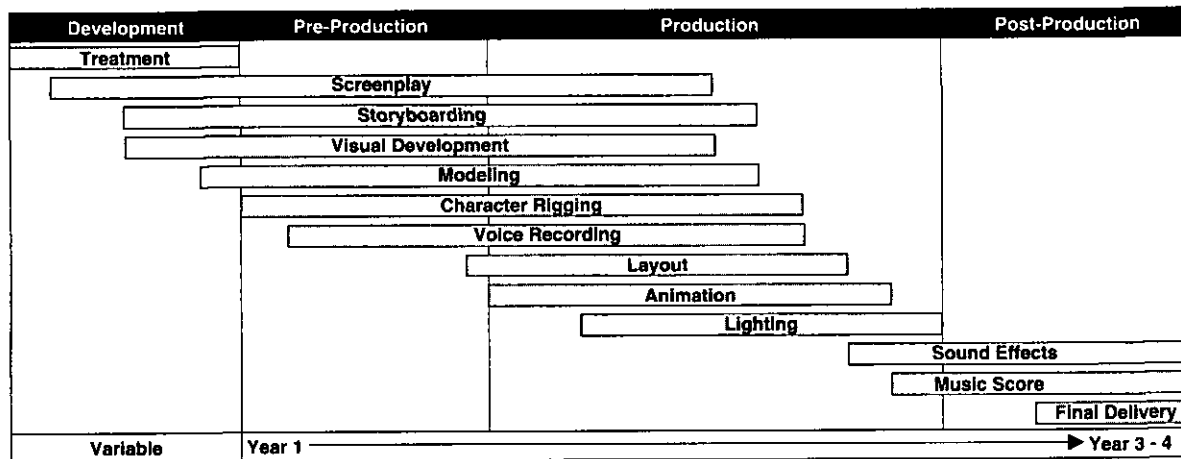 Development Pre-Production Production Post-Production
Treatment
Screenplay
Storyboarding
Visual Development
Modeling
Character Rigging
Voice Recording
Layout
Animation
Lighting
Sound Effects
Music Score
Final Delivery
Variable Year 1 Year 3 - 4